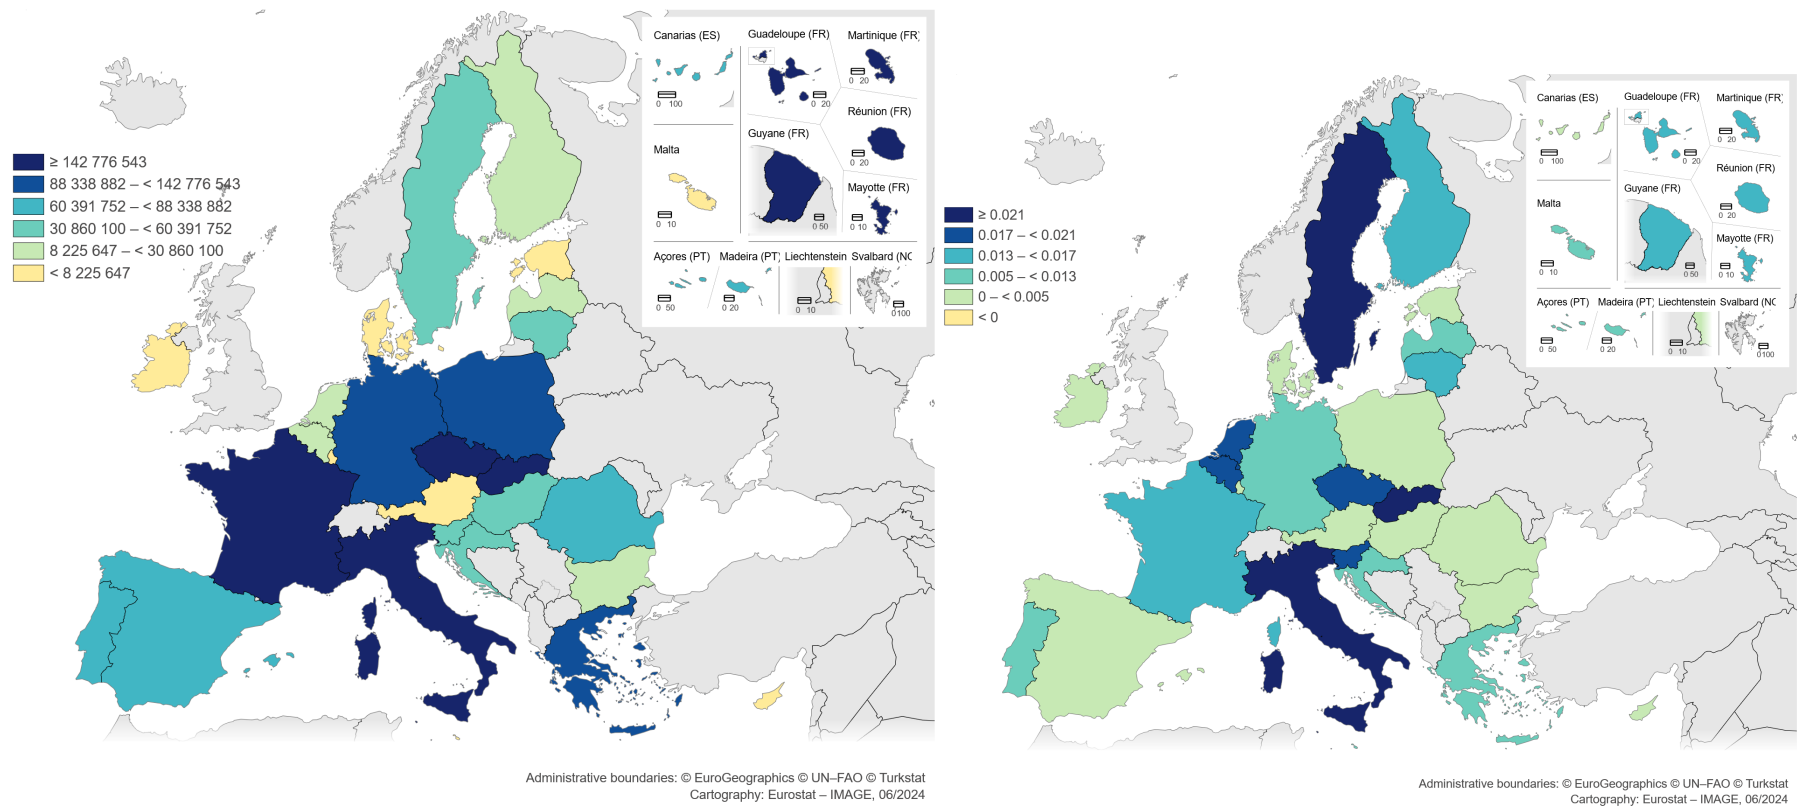 Canarias (ES)
0 100
Guadeloupe (FR)
0 20
Martinique (FR)
0 20
Réunion (FR)
0 20
Guyane (FR)
0 50
Malta
0 10
Mayotte (FR)
0 10
Açores (PT)
0 50
Madeira (PT)
0 20
Liechtenstein
0 10
Svalbard (NO
0100
≥ 142 776 543
88 338 882 – < 142 776 543
60 391 752 – < 88 338 882
30 860 100 – < 60 391 752
8 225 647 – < 30 860 100
< 8 225 647
Administrative boundaries: © EuroGeographics © UN–FAO © Turkstat
Cartography: Eurostat – IMAGE, 06/2024
Canarias (ES)
0 100
Guadeloupe (FR)
0 20
Martinique (FR)
0 20
Réunion (FR)
0 20
Guyane (FR)
0 50
Malta
0 10
Mayotte (FR)
0 10
Açores (PT)
0 50
Madeira (PT)
0 20
Liechtenstein
0 10
Svalbard (NO
0100
≥ 0.021
0.017 – < 0.021
0.013 – < 0.017
0.005 – < 0.013
0 – < 0.005
< 0
Administrative boundaries: © EuroGeographics © UN–FAO © Turkstat
Cartography: Eurostat – IMAGE, 06/2024